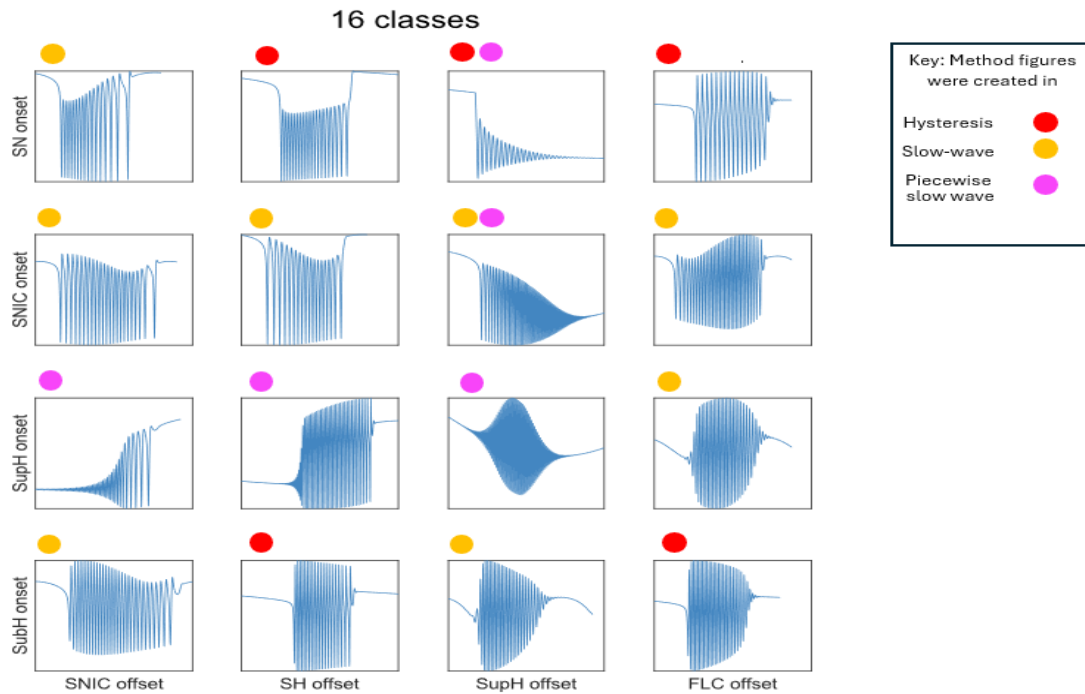 16 classes
Key: Method figures
were created in
Hysteresis
Slow-wave
Piecewise
slow wave
SN onset
SNIC onset
SupH onset
SubH onset
SNIC offset
SH offset
SupH offset
FLC offset